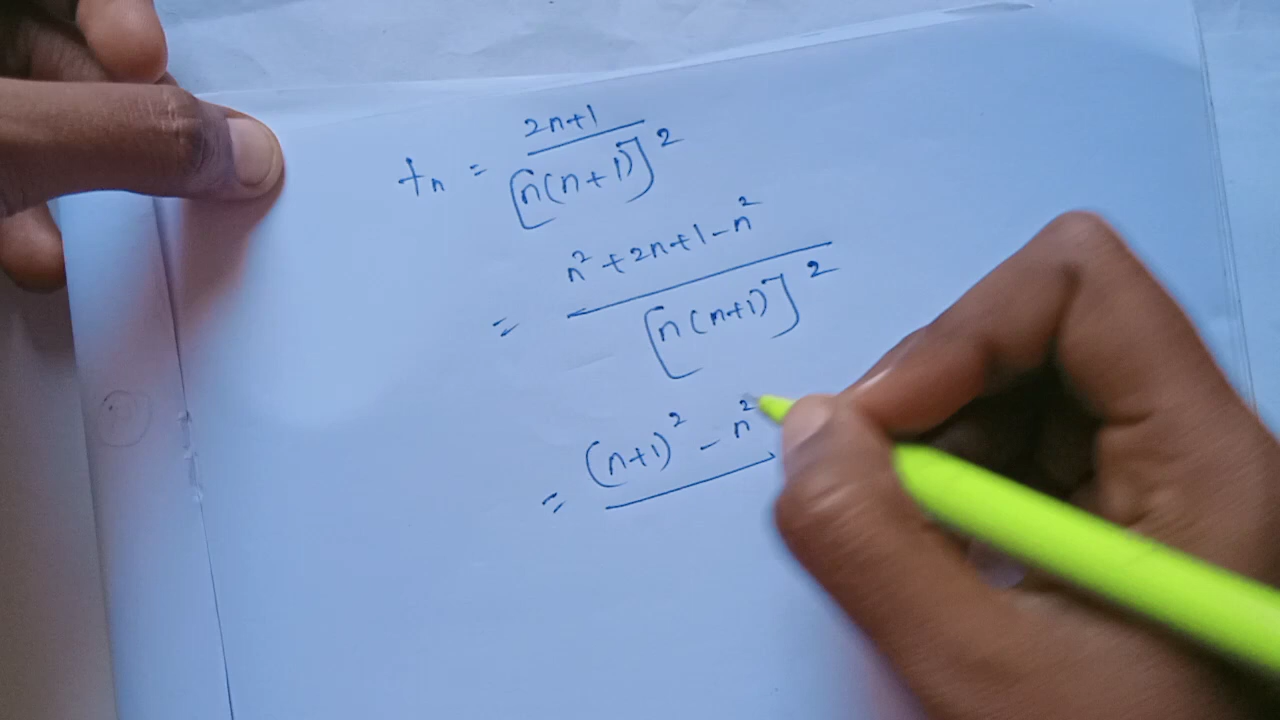 tn = 2n+1 / [n(n+1)]²
= n²+2n+1-n² / [n(n+1)]²
= (n+1)² - n²